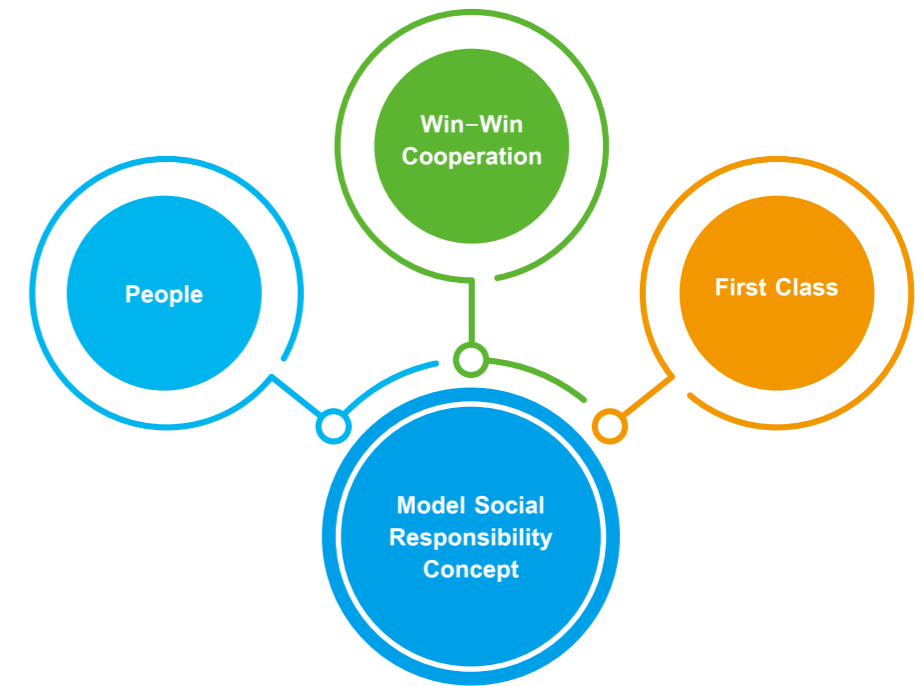 Win–Win
Cooperation
People
First Class
Model Social
Responsibility
Concept